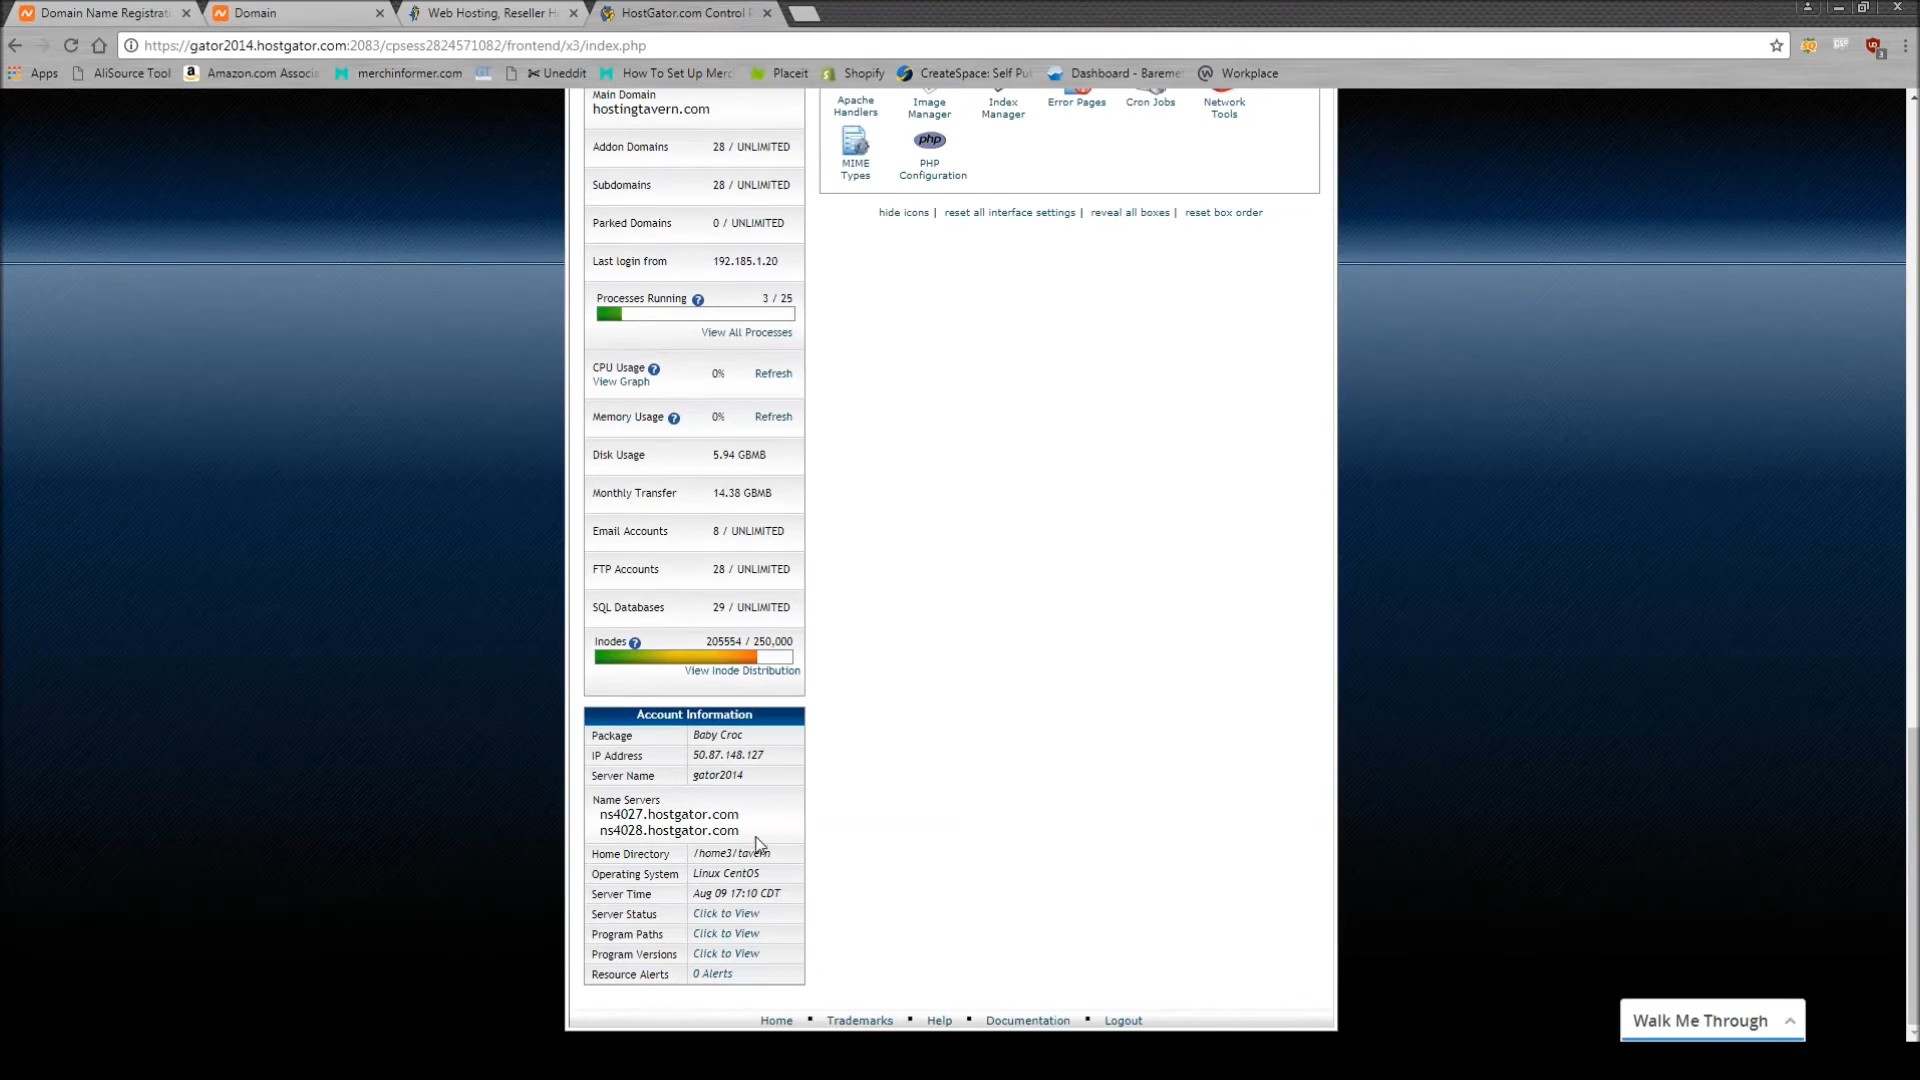 Domain Name Registrat
Domain
Web Hosting, Reseller H
HostGator.com Control P
https://gator2014.hostgator.com:2083/cpsess2824571082/frontend/x3/index.php
Apps
AliSource Tool
Amazon.com Associa
merchinformer.com
Uneddit
How To Set Up Merc
Placeit
Shopify
CreateSpace: Self Pu
Dashboard - Bareme
Workplace
Main Domain
hostingtavern.com
Addon Domains 28 / UNLIMITED
Subdomains 28 / UNLIMITED
Parked Domains 0 / UNLIMITED
Last login from 192.185.1.20
Processes Running ? 3 / 25
View All Processes
CPU Usage ? 0% Refresh
View Graph
Memory Usage ? 0% Refresh
Disk Usage 5.94 GBMB
Monthly Transfer 14.38 GBMB
Email Accounts 8 / UNLIMITED
FTP Accounts 28 / UNLIMITED
SQL Databases 29 / UNLIMITED
Inodes ? 205554 / 250,000
View Inode Distribution
Account Information
Package Baby Croc
IP Address 50.87.148.127
Server Name gator2014
Name Servers
ns4027.hostgator.com
ns4028.hostgator.com
Home Directory /home3/tavern
Operating System Linux CentOS
Server Time Aug 09 17:10 CDT
Server Status Click to View
Program Paths Click to View
Program Versions Click to View
Resource Alerts 0 Alerts
Apache
Handlers
Image
Manager
Index
Manager
Error Pages
Cron Jobs
Network
Tools
MIME
Types
php
PHP
Configuration
hide icons | reset all interface settings | reveal all boxes | reset box order
Home ▪ Trademarks ▪ Help ▪ Documentation ▪ Logout
Walk Me Through